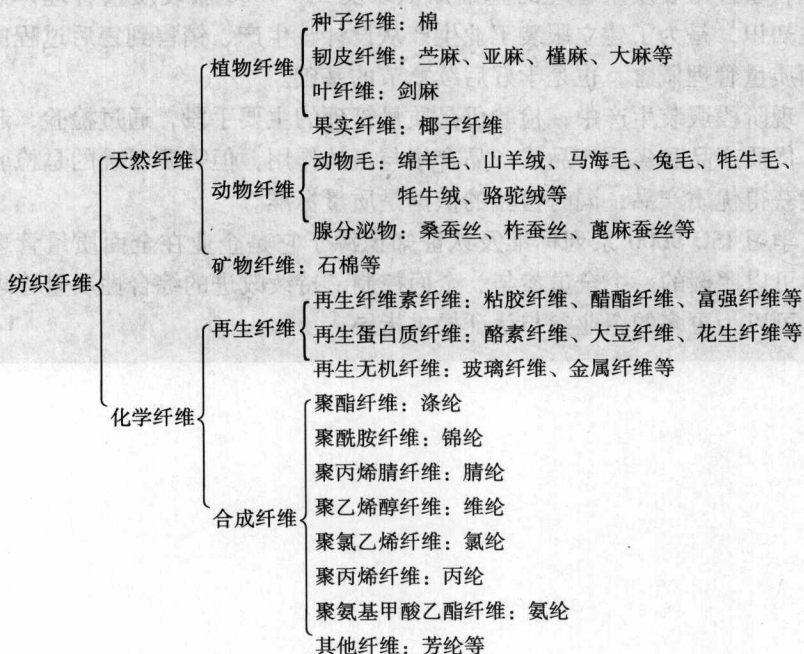 种子纤维：棉
植物纤维
韧皮纤维：苎麻、亚麻、槿麻、大麻等
叶纤维：剑麻
果实纤维：椰子纤维
天然纤维
动物纤维
动物毛：绵羊毛、山羊绒、马海毛、兔毛、牦牛毛、
牦牛绒、骆驼绒等
腺分泌物：桑蚕丝、柞蚕丝、蓖麻蚕丝等
矿物纤维：石棉等
纺织纤维
再生纤维
再生纤维素纤维：粘胶纤维、醋酯纤维、富强纤维等
再生蛋白质纤维：酪素纤维、大豆纤维、花生纤维等
再生无机纤维：玻璃纤维、金属纤维等
化学纤维
合成纤维
聚酯纤维：涤纶
聚酰胺纤维：锦纶
聚丙烯腈纤维：腈纶
聚乙烯醇纤维：维纶
聚氯乙烯纤维：氯纶
聚丙烯纤维：丙纶
聚氨基甲酸乙酯纤维：氨纶
其他纤维：芳纶等